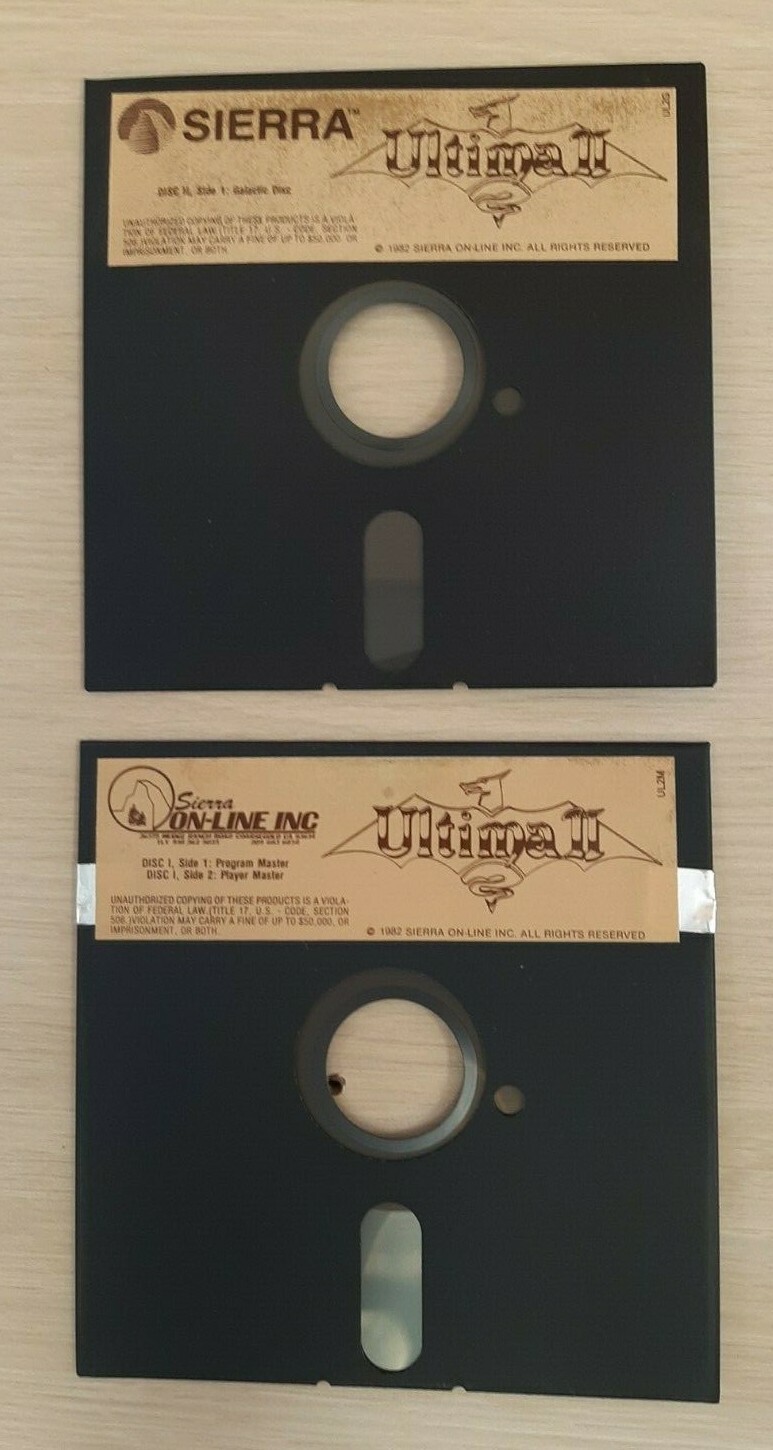 SIERRA™
Ultima II
UL2G
DISC II, Side 1: Galactic Disc
UNAUTHORIZED COPYING OF THESE PRODUCTS IS A VIOLA-
TION OF FEDERAL LAW (TITLE 17, U.S. - CODE, SECTION
506.)VIOLATION MAY CARRY A FINE OF UP TO $50,000, OR
IMPRISONMENT, OR BOTH.
© 1982 SIERRA ON-LINE INC. ALL RIGHTS RESERVED
Sierra
ON-LINE INC
Ultima II
UL2M
DISC I, Side 1: Program Master
DISC I, Side 2: Player Master
UNAUTHORIZED COPYING OF THESE PRODUCTS IS A VIOLA-
TION OF FEDERAL LAW.(TITLE 17, U.S. - CODE, SECTION
506.)VIOLATION MAY CARRY A FINE OF UP TO $50,000, OR
IMPRISONMENT, OR BOTH.
© 1982 SIERRA ON-LINE INC. ALL RIGHTS RESERVED